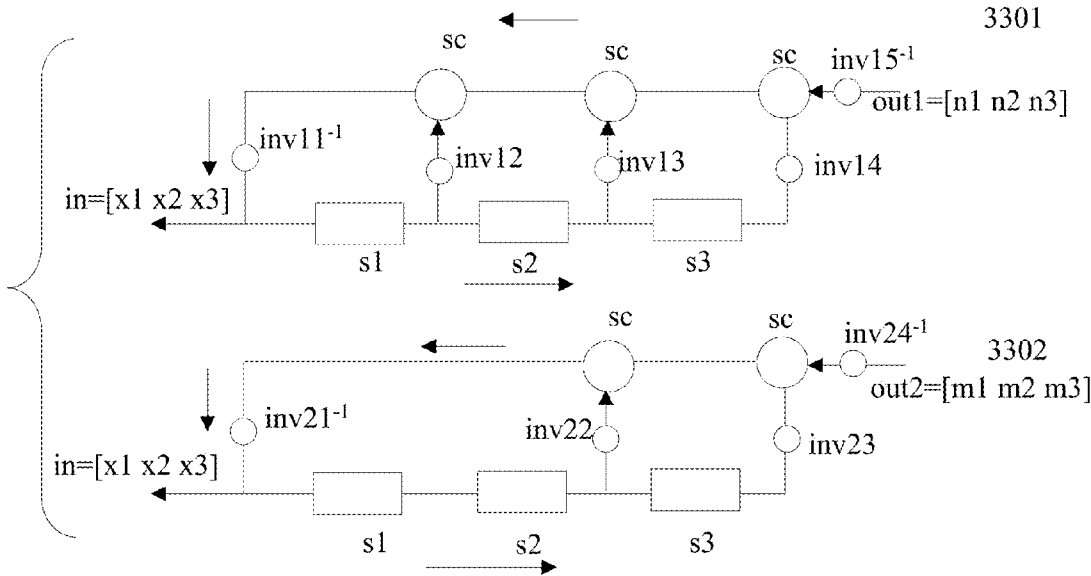 3301
sc
sc
sc
inv15-1
out1=[n1 n2 n3]
inv11-1
inv12
inv13
inv14
in=[x1 x2 x3]
s1
s2
s3
sc
sc
inv24-1
3302
out2=[m1 m2 m3]
inv21-1
inv22
inv23
in=[x1 x2 x3]
s1
s2
s3